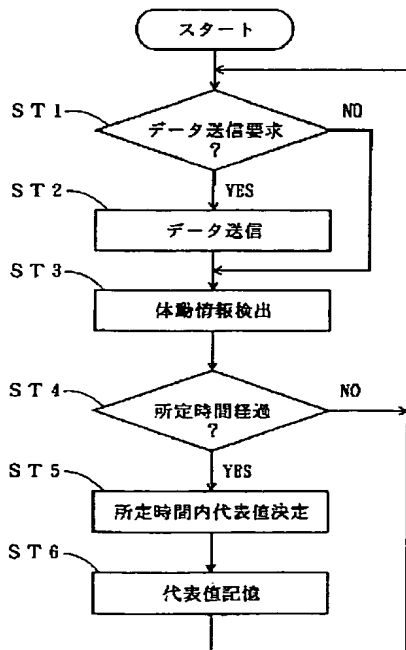 スタート
ST1
データ送信要求
?
NO
YES
ST2
データ送信
ST3
体動情報検出
ST4
所定時間経過
?
NO
YES
ST5
所定時間内代表値決定
ST6
代表値記憶